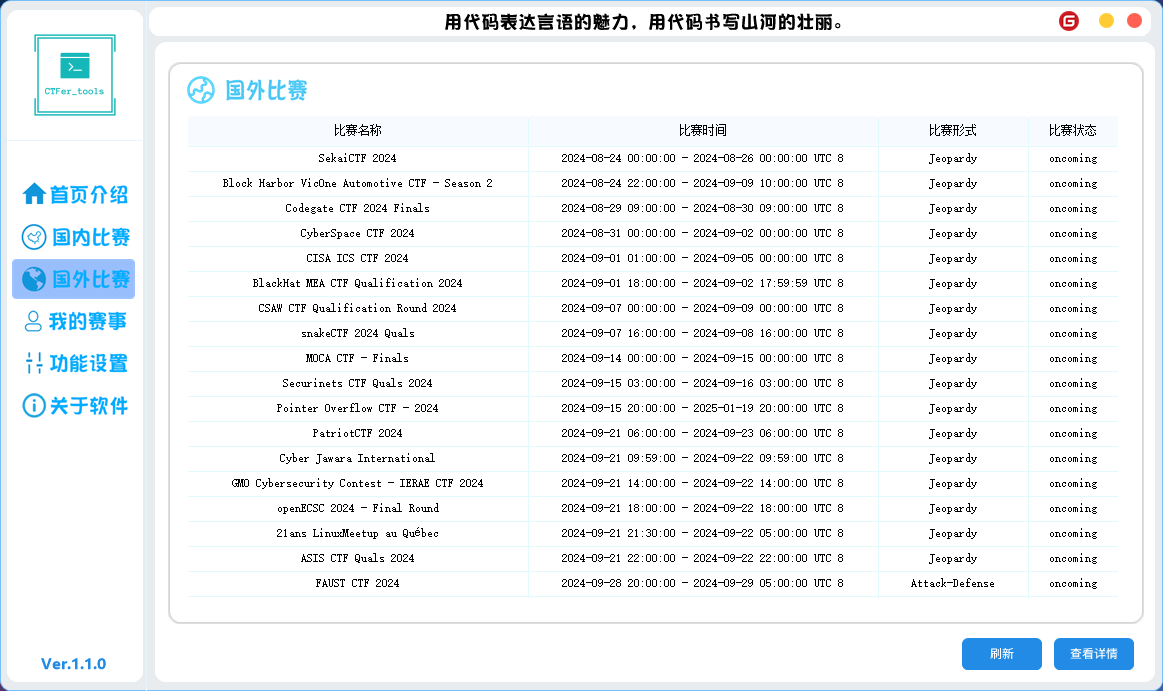 用代码表达言语的魅力，用代码书写山河的壮丽。
G
>_
CTFer_tools
首页介绍
国内比赛
国外比赛
我的赛事
功能设置
关于软件
Ver.1.1.0
国外比赛
比赛名称 比赛时间 比赛形式 比赛状态
SekaiCTF 2024 2024-08-24 00:00:00 - 2024-08-26 00:00:00 UTC 8 Jeopardy oncoming
Block Harbor VicOne Automotive CTF - Season 2 2024-08-24 22:00:00 - 2024-09-09 10:00:00 UTC 8 Jeopardy oncoming
Codegate CTF 2024 Finals 2024-08-29 09:00:00 - 2024-08-30 09:00:00 UTC 8 Jeopardy oncoming
CyberSpace CTF 2024 2024-08-31 00:00:00 - 2024-09-02 00:00:00 UTC 8 Jeopardy oncoming
CISA ICS CTF 2024 2024-09-01 01:00:00 - 2024-09-05 00:00:00 UTC 8 Jeopardy oncoming
BlackHat MEA CTF Qualification 2024 2024-09-01 18:00:00 - 2024-09-02 17:59:59 UTC 8 Jeopardy oncoming
CSAW CTF Qualification Round 2024 2024-09-07 00:00:00 - 2024-09-09 00:00:00 UTC 8 Jeopardy oncoming
snakeCTF 2024 Quals 2024-09-07 16:00:00 - 2024-09-08 16:00:00 UTC 8 Jeopardy oncoming
MOCA CTF - Finals 2024-09-14 00:00:00 - 2024-09-15 00:00:00 UTC 8 Jeopardy oncoming
Securinets CTF Quals 2024 2024-09-15 03:00:00 - 2024-09-16 03:00:00 UTC 8 Jeopardy oncoming
Pointer Overflow CTF - 2024 2024-09-15 20:00:00 - 2025-01-19 20:00:00 UTC 8 Jeopardy oncoming
PatriotCTF 2024 2024-09-21 06:00:00 - 2024-09-23 06:00:00 UTC 8 Jeopardy oncoming
Cyber Jawara International 2024-09-21 09:59:00 - 2024-09-22 09:59:00 UTC 8 Jeopardy oncoming
GMO Cybersecurity Contest - IERAE CTF 2024 2024-09-21 14:00:00 - 2024-09-22 14:00:00 UTC 8 Jeopardy oncoming
openECSC 2024 - Final Round 2024-09-21 18:00:00 - 2024-09-22 18:00:00 UTC 8 Jeopardy oncoming
21ans LinuxMeetup au Québec 2024-09-21 21:30:00 - 2024-09-22 05:00:00 UTC 8 Jeopardy oncoming
ASIS CTF Quals 2024 2024-09-21 22:00:00 - 2024-09-22 22:00:00 UTC 8 Jeopardy oncoming
FAUST CTF 2024 2024-09-28 20:00:00 - 2024-09-29 05:00:00 UTC 8 Attack-Defense oncoming
刷新 查看详情